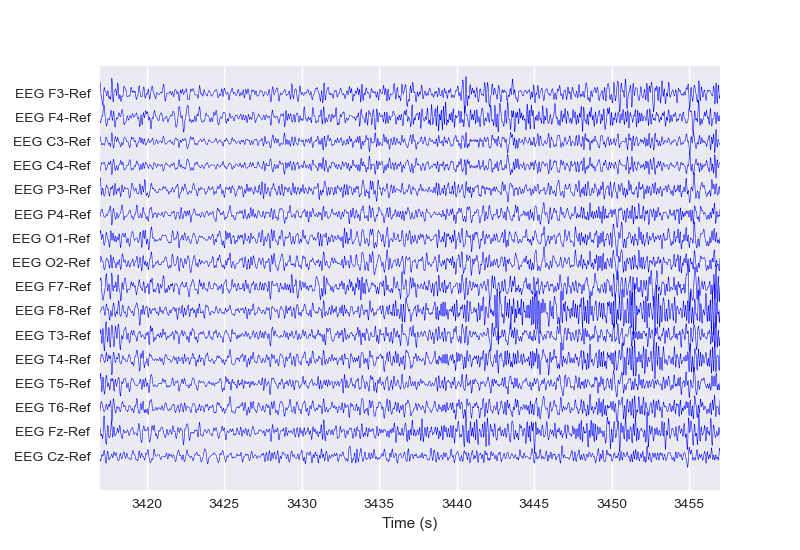 EEG F3-Ref
EEG F4-Ref
EEG C3-Ref
EEG C4-Ref
EEG P3-Ref
EEG P4-Ref
EEG O1-Ref
EEG O2-Ref
EEG F7-Ref
EEG F8-Ref
EEG T3-Ref
EEG T4-Ref
EEG T5-Ref
EEG T6-Ref
EEG Fz-Ref
EEG Cz-Ref
3420 3425 3430 3435 3440 3445 3450 3455
Time (s)